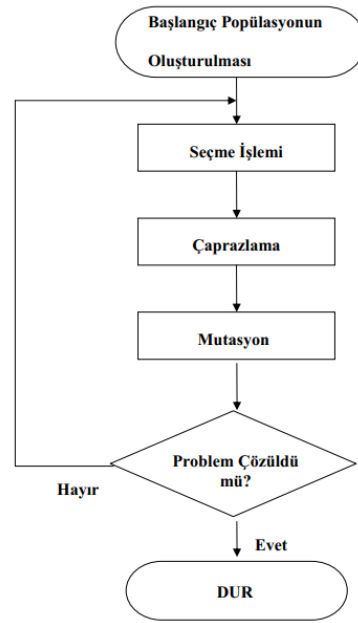 Başlangıç Popülasyonun
Oluşturulması
Seçme İşlemi
Çaprazlama
Mutasyon
Problem Çözüldü
mü?
Hayır
Evet
DUR